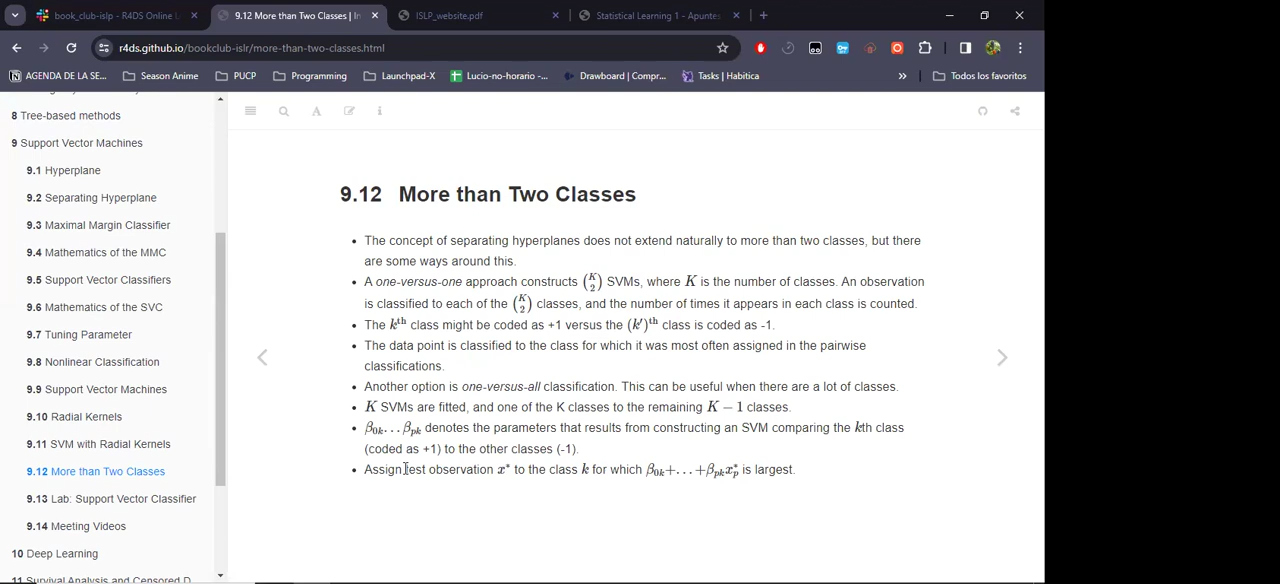 book_club-islp - R4DS Online L
9.12 More than Two Classes | In
ISLP_website.pdf
Statistical Learning 1 - Apuntes
r4ds.github.io/bookclub-islr/more-than-two-classes.html
AGENDA DE LA SE...
Season Anime
PUCP
Programming
Launchpad-X
Lucio-no-horario -...
Drawboard | Compr...
Tasks | Habitica
»
Todos los favoritos
8 Tree-based methods
9 Support Vector Machines
9.1 Hyperplane
9.2 Separating Hyperplane
9.3 Maximal Margin Classifier
9.4 Mathematics of the MMC
9.5 Support Vector Classifiers
9.6 Mathematics of the SVC
9.7 Tuning Parameter
9.8 Nonlinear Classification
9.9 Support Vector Machines
9.10 Radial Kernels
9.11 SVM with Radial Kernels
9.12 More than Two Classes
9.13 Lab: Support Vector Classifier
9.14 Meeting Videos
10 Deep Learning
11 Survival Analysis and Censored D
9.12 More than Two Classes
• The concept of separating hyperplanes does not extend naturally to more than two classes, but there
are some ways around this.
• A one-versus-one approach constructs (K 2) SVMs, where K is the number of classes. An observation
is classified to each of the (K 2) classes, and the number of times it appears in each class is counted.
• The kᵗʰ class might be coded as +1 versus the (k′)ᵗʰ class is coded as -1.
• The data point is classified to the class for which it was most often assigned in the pairwise
classifications.
• Another option is one-versus-all classification. This can be useful when there are a lot of classes.
• K SVMs are fitted, and one of the K classes to the remaining K − 1 classes.
• β₀ₖ…βₚₖ denotes the parameters that results from constructing an SVM comparing the kth class
(coded as +1) to the other classes (-1).
• Assign test observation x* to the class k for which β₀ₖ+…+βₚₖxₚ* is largest.